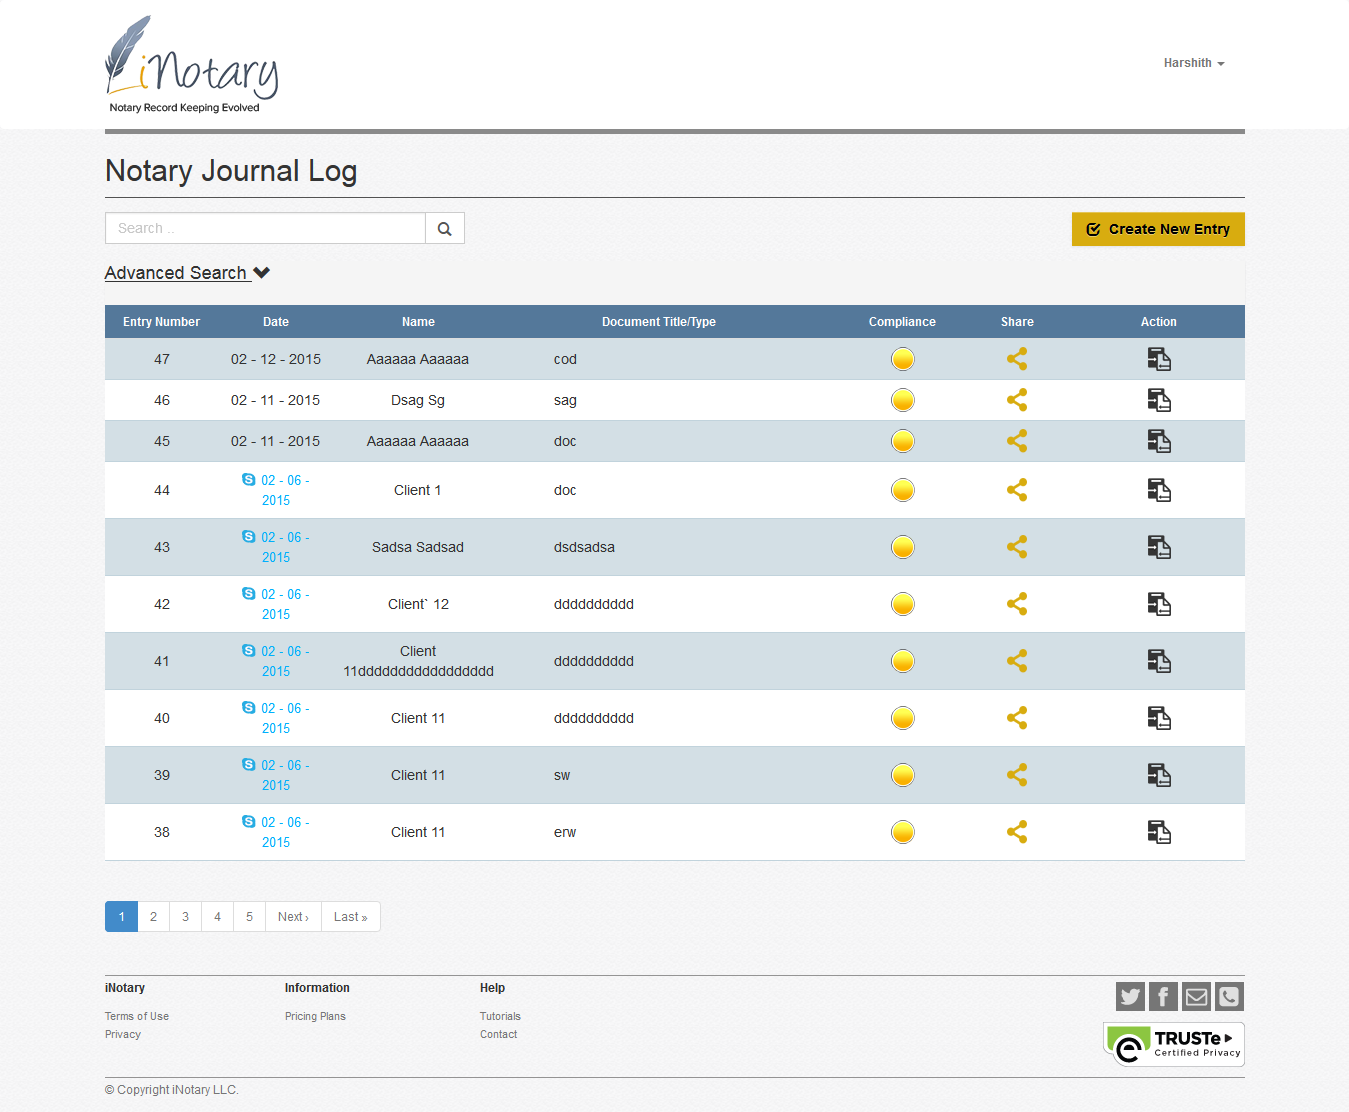 iNotary
Notary Record Keeping Evolved
Harshith
Notary Journal Log
Search ..
Create New Entry
Advanced Search
Entry Number Date Name Document Title/Type Compliance Share Action
47 02 - 12 - 2015 Aaaaaa Aaaaaa cod
46 02 - 11 - 2015 Dsag Sg sag
45 02 - 11 - 2015 Aaaaaa Aaaaaa doc
44 02 - 06 - 2015 Client 1 doc
43 02 - 06 - 2015 Sadsa Sadsad dsdsadsa
42 02 - 06 - 2015 Client` 12 dddddddddd
41 02 - 06 - 2015 Client 11ddddddddddddddddd dddddddddd
40 02 - 06 - 2015 Client 11 dddddddddd
39 02 - 06 - 2015 Client 11 sw
38 02 - 06 - 2015 Client 11 erw
1 2 3 4 5 Next › Last »
iNotary Information Help
Terms of Use Pricing Plans Tutorials
Privacy Contact
TRUSTe
Certified Privacy
© Copyright iNotary LLC.